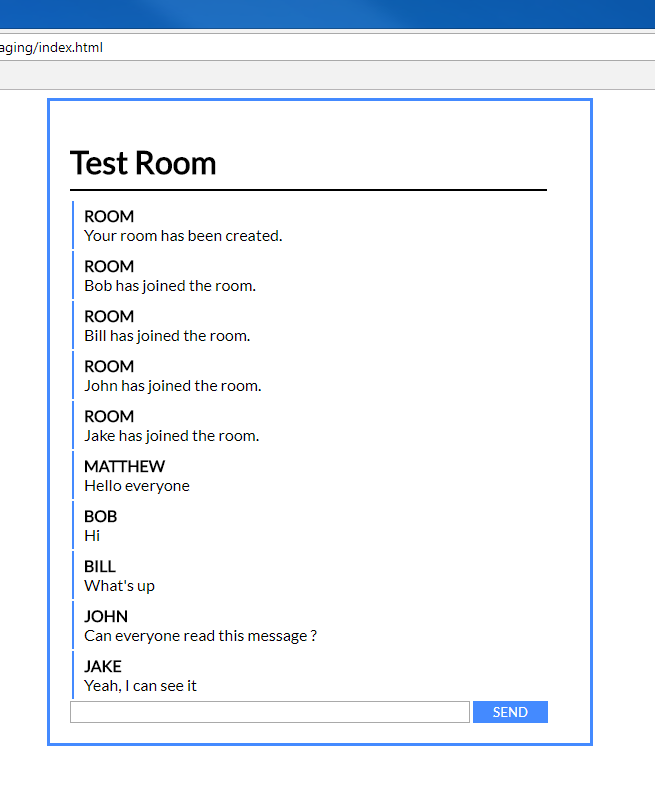 aging/index.html
Test Room
ROOM
Your room has been created.
ROOM
Bob has joined the room.
ROOM
Bill has joined the room.
ROOM
John has joined the room.
ROOM
Jake has joined the room.
MATTHEW
Hello everyone
BOB
Hi
BILL
What's up
JOHN
Can everyone read this message ?
JAKE
Yeah, I can see it
SEND